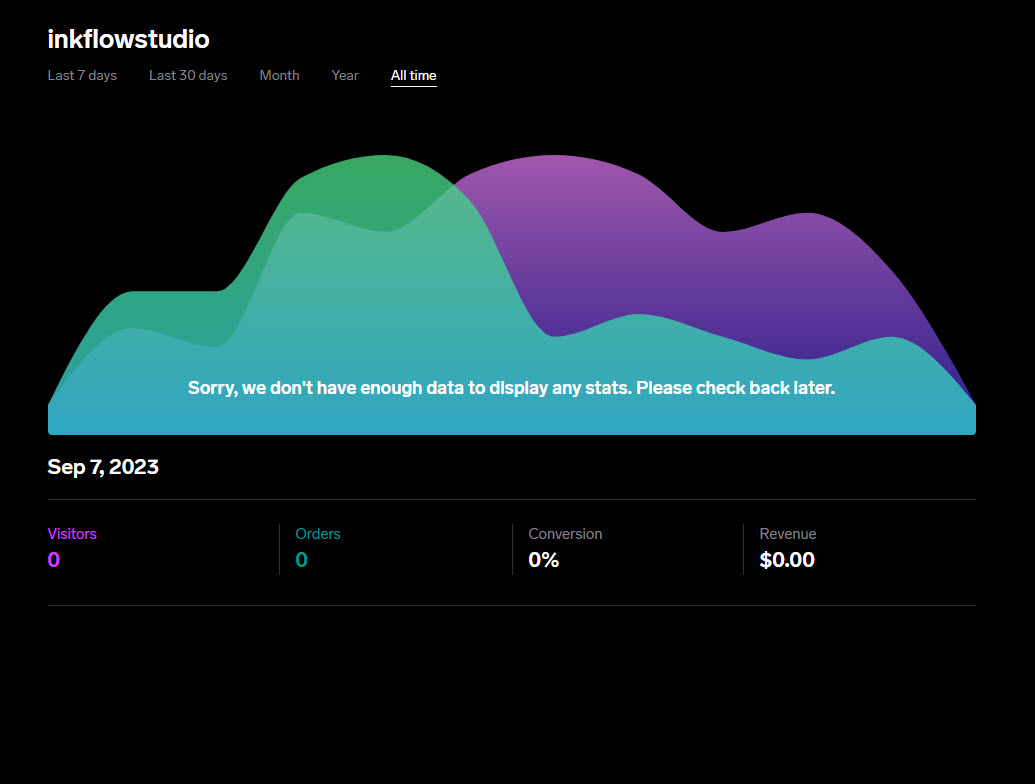 inkflowstudio
Last 7 days Last 30 days Month Year All time
Sorry, we don't have enough data to display any stats. Please check back later.
Sep 7, 2023
Visitors Orders Conversion Revenue
0 0 0% $0.00